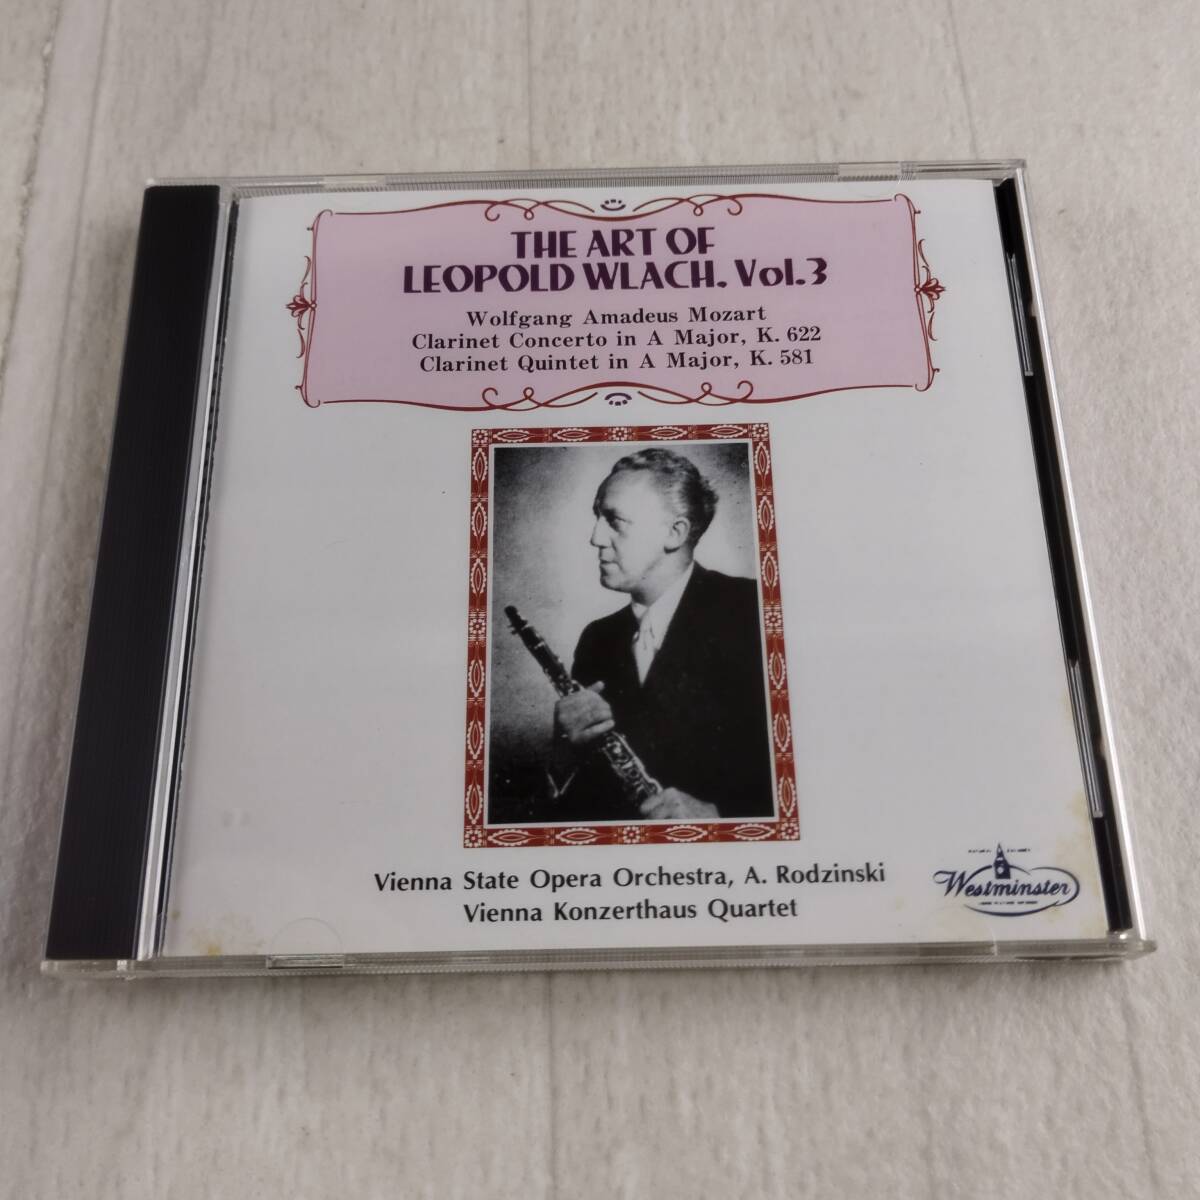 THE ART OF
LEOPOLD WLACH. Vol.3
Wolfgang Amadeus Mozart
Clarinet Concerto in A Major, K. 622
Clarinet Quintet in A Major, K. 581
Vienna State Opera Orchestra, A. Rodzinski
Vienna Konzerthaus Quartet
Westminster